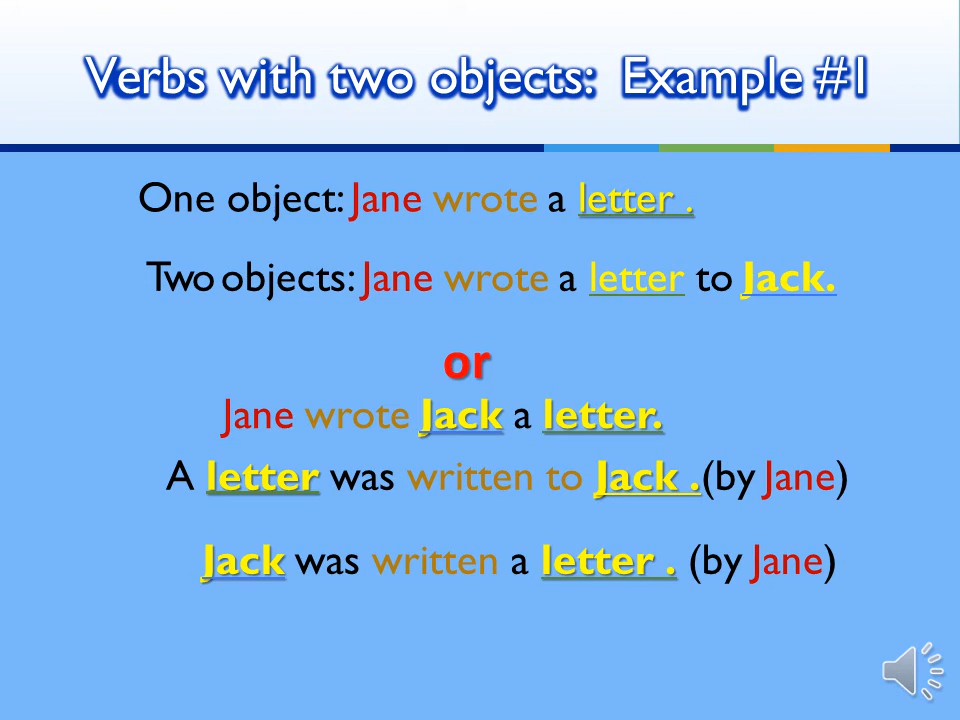 Verbs with two objects: Example #1
One object: Jane wrote a letter .
Two objects: Jane wrote a letter to Jack.
or
Jane wrote Jack a letter.
A letter was written to Jack .(by Jane)
Jack was written a letter . (by Jane)